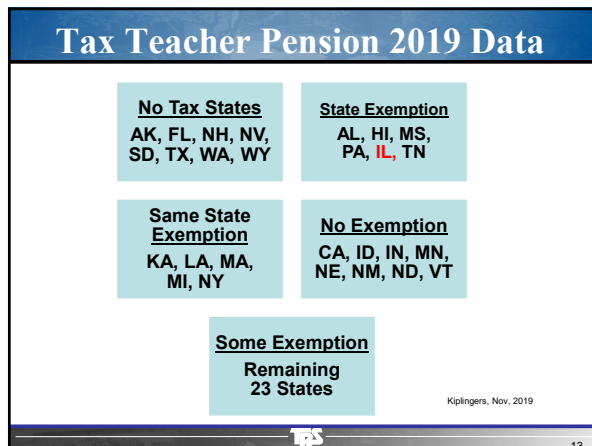 Tax Teacher Pension 2019 Data
No Tax States
AK, FL, NH, NV,
SD, TX, WA, WY
State Exemption
AL, HI, MS,
PA, IL, TN
Same State
Exemption
KA, LA, MA,
MI, NY
No Exemption
CA, ID, IN, MN,
NE, NM, ND, VT
Some Exemption
Remaining
23 States
Kiplingers, Nov, 2019
TRS
13